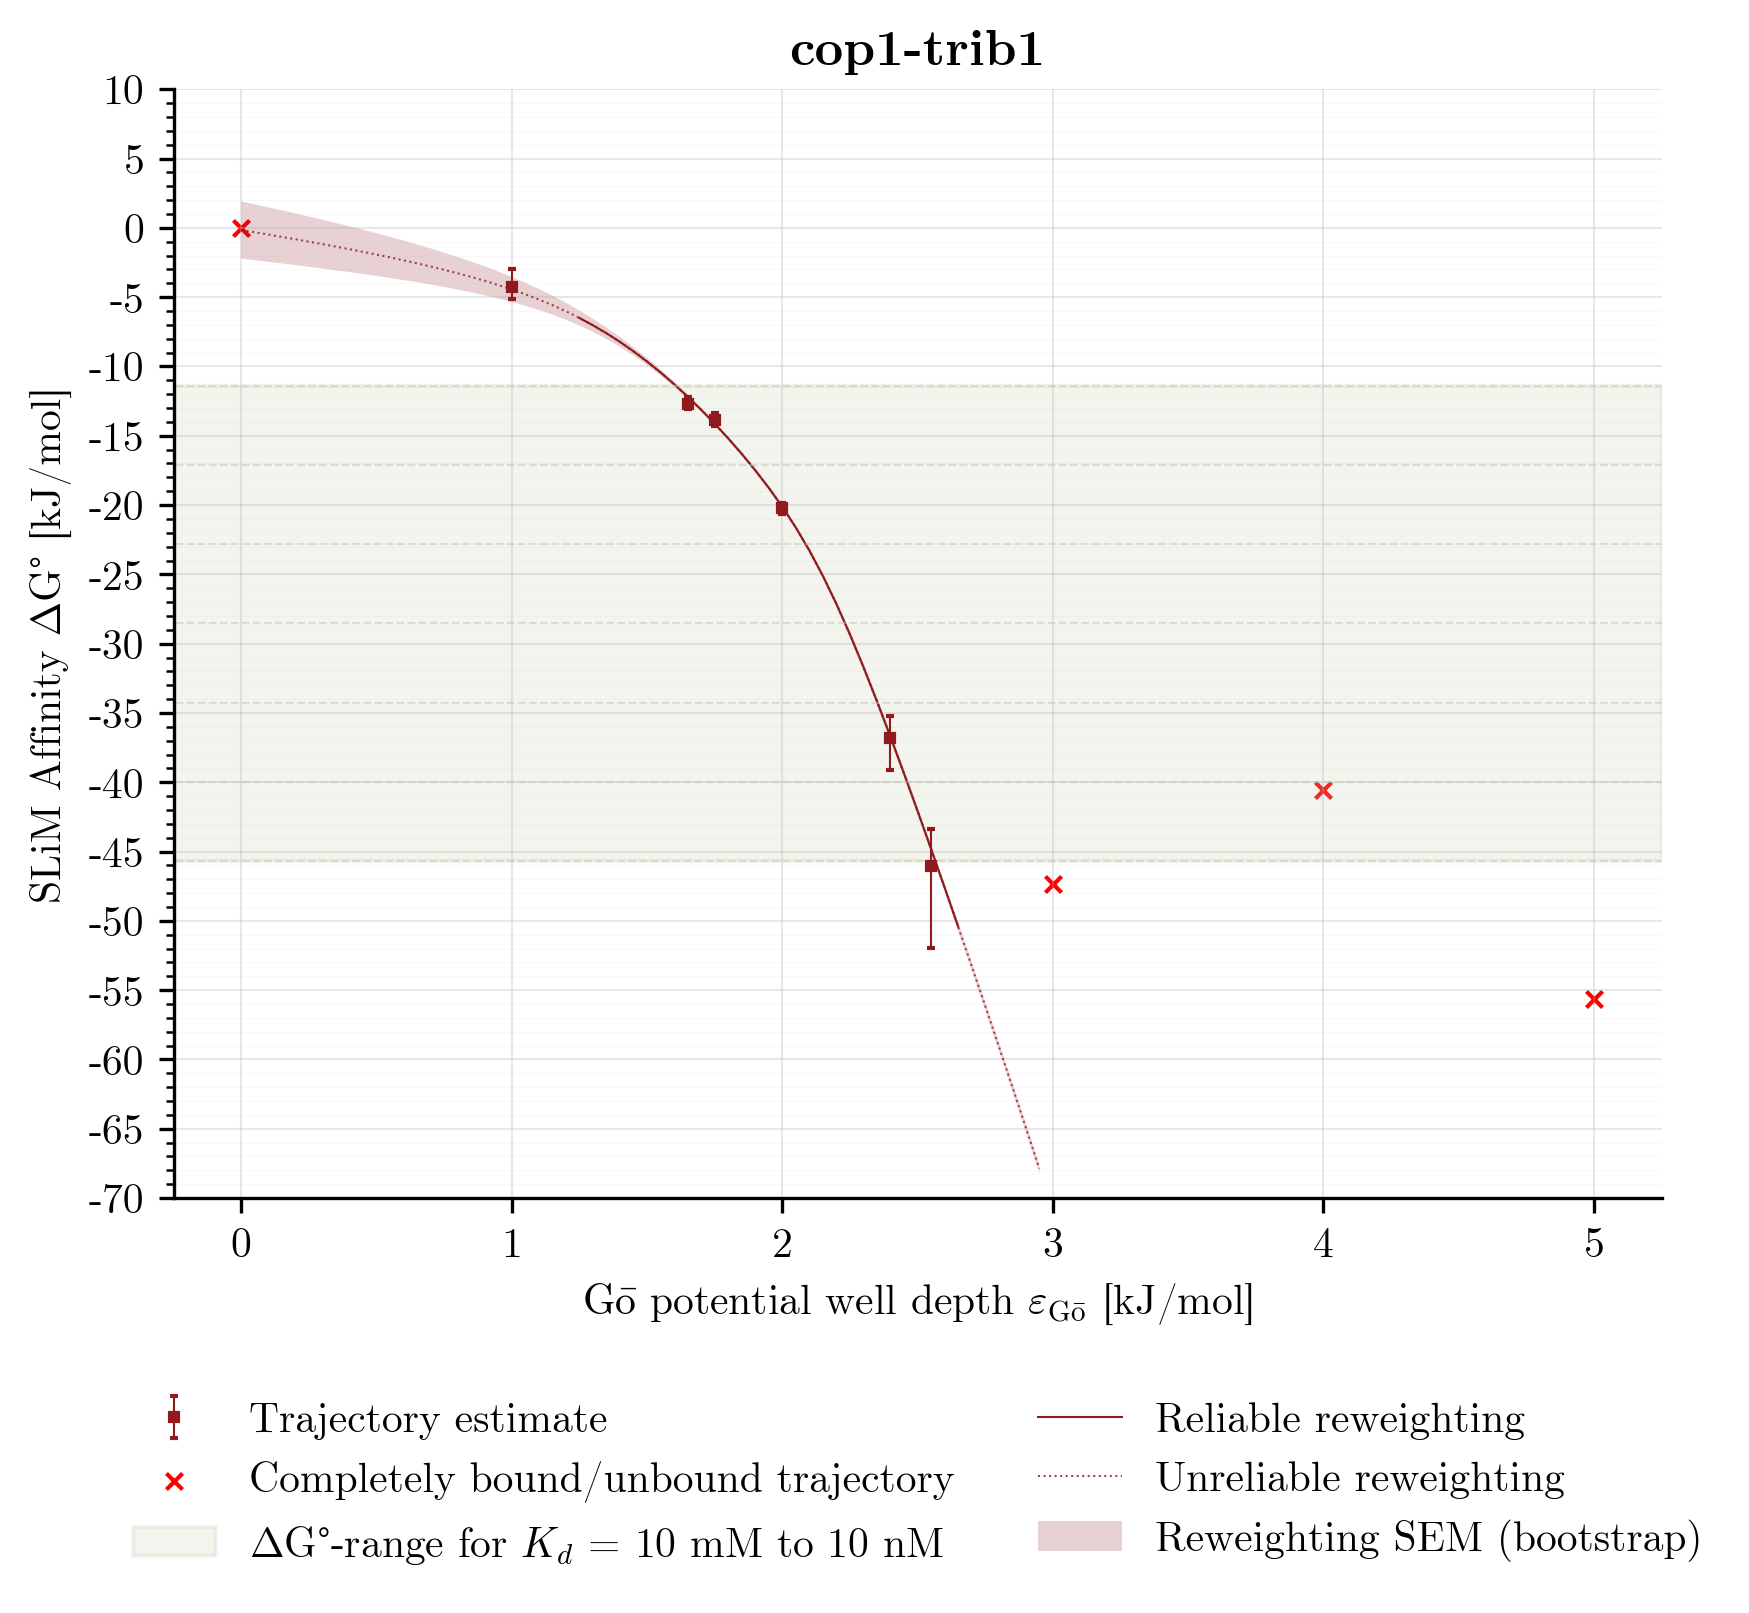 cop1-trib1
10
5
0
-5
-10
-15
-20
-25
-30
-35
-40
-45
-50
-55
-60
-65
-70
SLiM Affinity ΔG° [kJ/mol]
0 1 2 3 4 5
Gō potential well depth ε_Gō [kJ/mol]
Trajectory estimate
Completely bound/unbound trajectory
ΔG°-range for K_d = 10 mM to 10 nM
Reliable reweighting
Unreliable reweighting
Reweighting SEM (bootstrap)